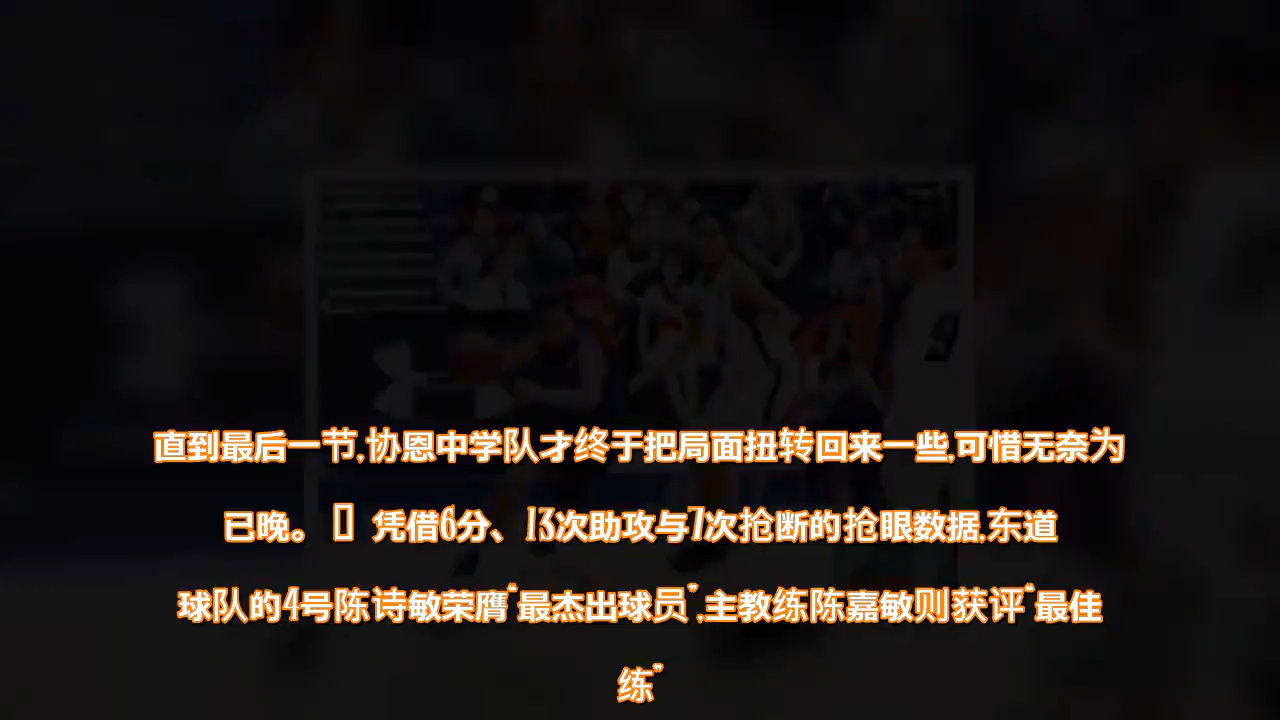 直到最后一节,协恩中学队才终于把局面扭转回来一些,可惜无奈为
已晚。 凭借6分、13次助攻与7次抢断的抢眼数据,东道
球队的4号陈诗敏荣膺“最杰出球员”,主教练陈嘉敏则获评“最佳
练”